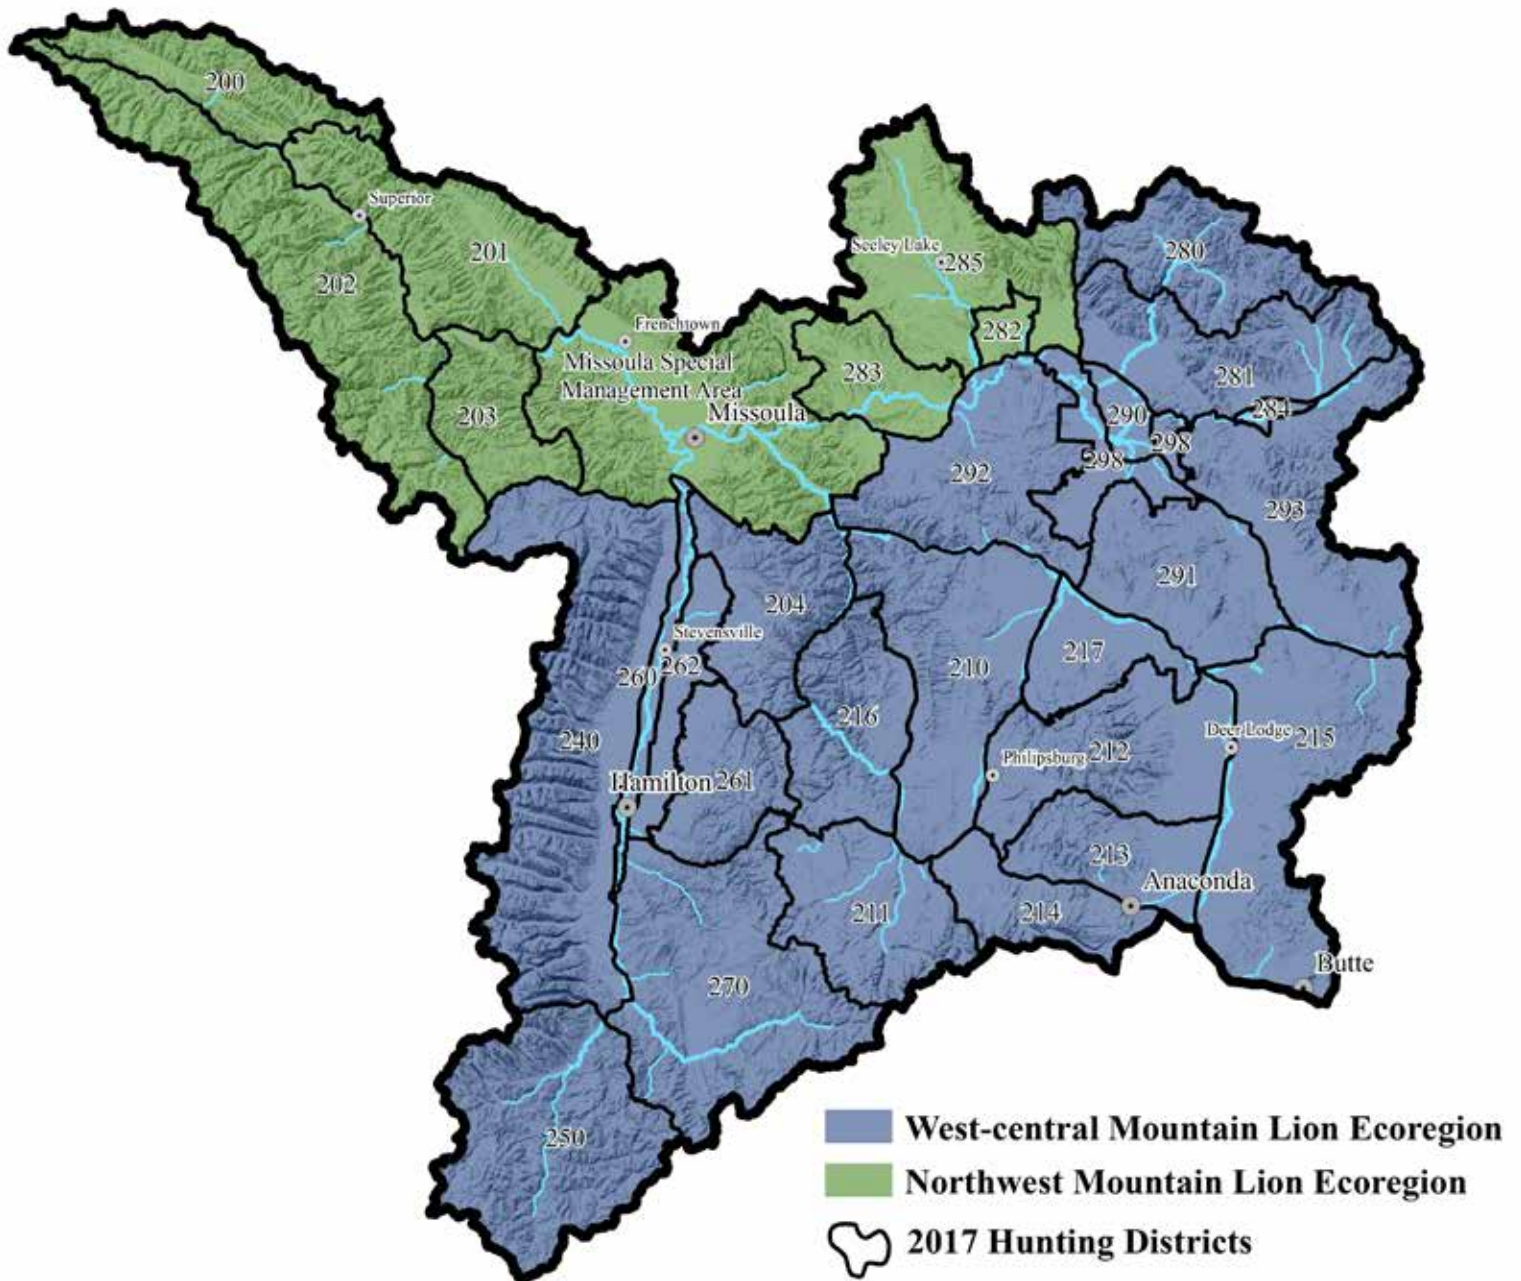 200
Superior
201
280
Seeley Lake
285
202
Frenchtown
282
Missoula Special
Management Area
283
281
203
Missoula
290
284
298
298
292
293
291
204
Stevensville
260
262
210
217
216
240
Deer Lodge
215
Philipsburg
212
Hamilton
261
213
Anaconda
211
214
Butte
270
West-central Mountain Lion Ecoregion
250
Northwest Mountain Lion Ecoregion
2017 Hunting Districts